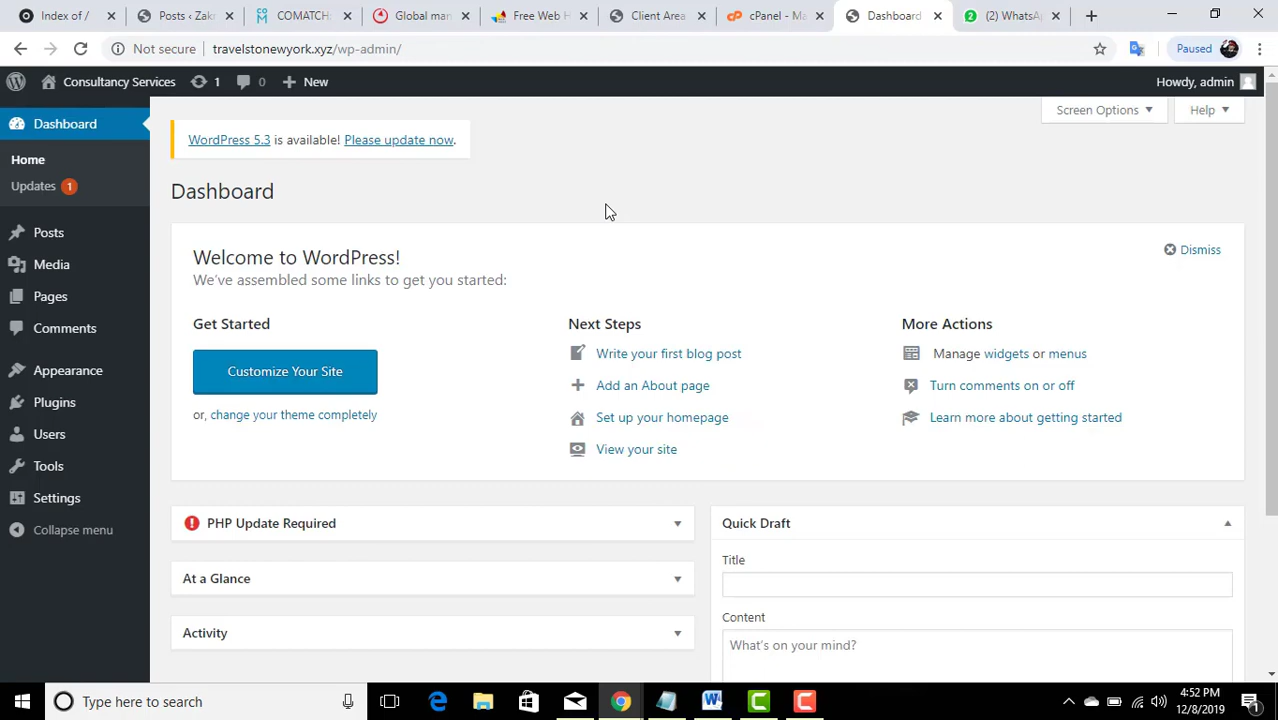 Index of /
Posts ‹ Zakr
COMATCH
Global man
Free Web H
Client Area
cPanel - Ma
Dashboard
(2) WhatsAp
Not secure
travelstonewyork.xyz/wp-admin/
Paused
Consultancy Services
1
0
New
Howdy, admin
Dashboard
Home
Updates 1
Posts
Media
Pages
Comments
Appearance
Plugins
Users
Tools
Settings
Collapse menu
Screen Options
Help
WordPress 5.3 is available! Please update now.
Dashboard
Welcome to WordPress!
We've assembled some links to get you started:
Dismiss
Get Started
Customize Your Site
or, change your theme completely
Next Steps
Write your first blog post
Add an About page
Set up your homepage
View your site
More Actions
Manage widgets or menus
Turn comments on or off
Learn more about getting started
PHP Update Required
At a Glance
Activity
Quick Draft
Title
Content
What's on your mind?
Type here to search
4:52 PM
12/8/2019
1